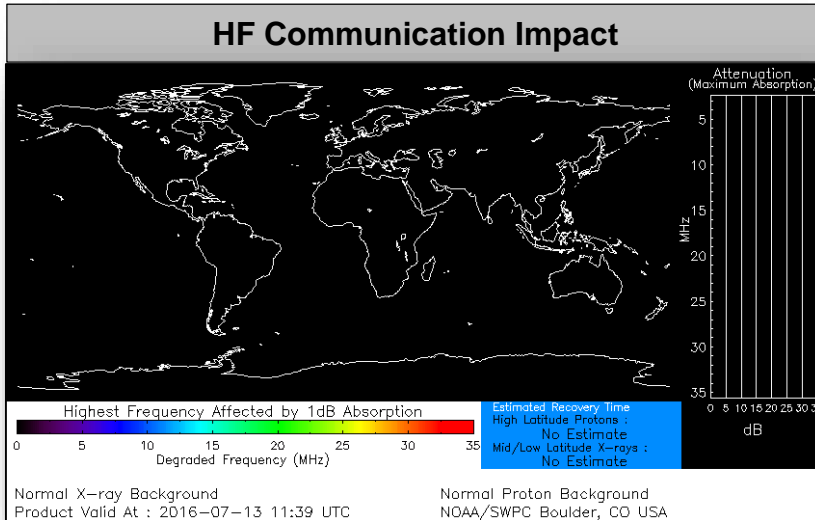 HF Communication Impact
Attenuation
(Maximum Absorption)
5
10
15
20
25
30
35
MHz
0 5 10 15 20 25 30
dB
Highest Frequency Affected by 1dB Absorption
0 5 10 15 20 25 30 35
Degraded Frequency (MHz)
Estimated Recovery Time
High Latitude Protons :
No Estimate
Mid/Low Latitude X-rays :
No Estimate
Normal X-ray Background
Product Valid At : 2016-07-13 11:39 UTC
Normal Proton Background
NOAA/SWPC Boulder, CO USA